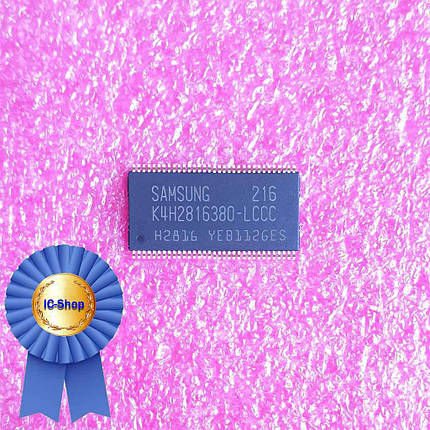 SAMSUNG 216
K4H281638O-LCCC
H2816 YEB112GES
IC-Shop